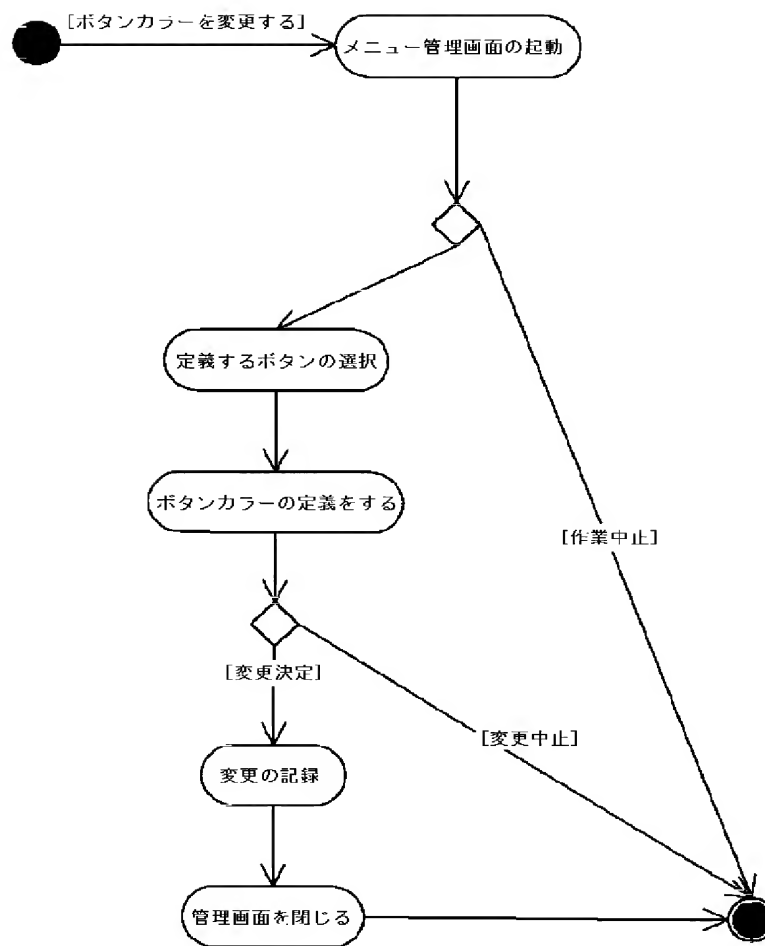 [ボタンカラーを変更する]
メニュー管理画面の起動
定義するボタンの選択
ボタンカラーの定義をする
[作業中止]
[変更決定]
[変更中止]
変更の記録
管理画面を閉じる